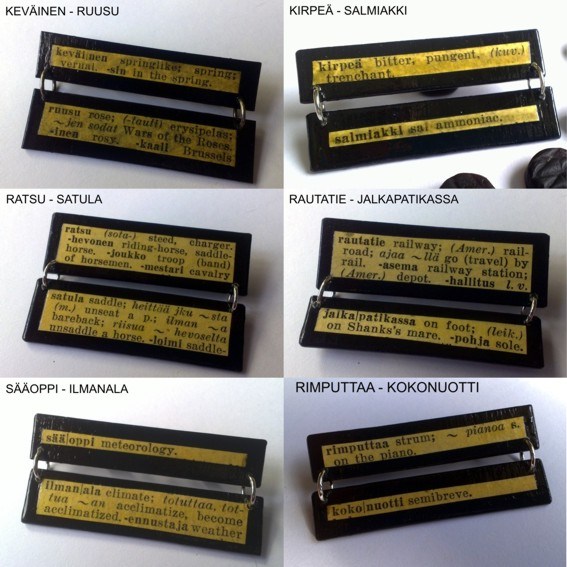 KEVÄINEN - RUUSU
keväi.nen springlike; spring;
vernal. -sin in the spring.
ruusu rose; (-tauti) erysipelas;
~jen sodat Wars of the Roses.
-inen rosy. -kaali Brussels
KIRPEÄ - SALMIAKKI
kirpeä bitter, pungent, (kuv.)
trenchant.
salmiakki sal ammoniac.
RATSU - SATULA
ratsu (sota-) steed, charger.
-hevonen riding-horse, saddle-
horse. -joukko troop (band)
of horsemen. -mestari cavalry
satula saddle; heittää jku ~sta
(m.) unseat a p.; ilman ~a
bareback; riisua ~ hevoselta
unsaddle a horse. -loimi saddle-
RAUTATIE - JALKAPATIKASSA
rautatie railway; (Amer.) rail-
road; ajaa ~llä go (travel) by
rail. -asema railway station;
(Amer.) depot. -hallitus l. v.
jalka|patikassa on foot; (leik.)
on Shanks's mare. -pohja sole.
SÄÄOPPI - ILMANALA
sää|oppi meteorology.
ilman|ala climate; totuttaa, tot-
tua ~an acclimatize, become
acclimatized. -ennustaja weather
RIMPUTTAA - KOKONUOTTI
rimputtaa strum; ~ pianoa s.
on the piano.
koko|nuotti semibreve.